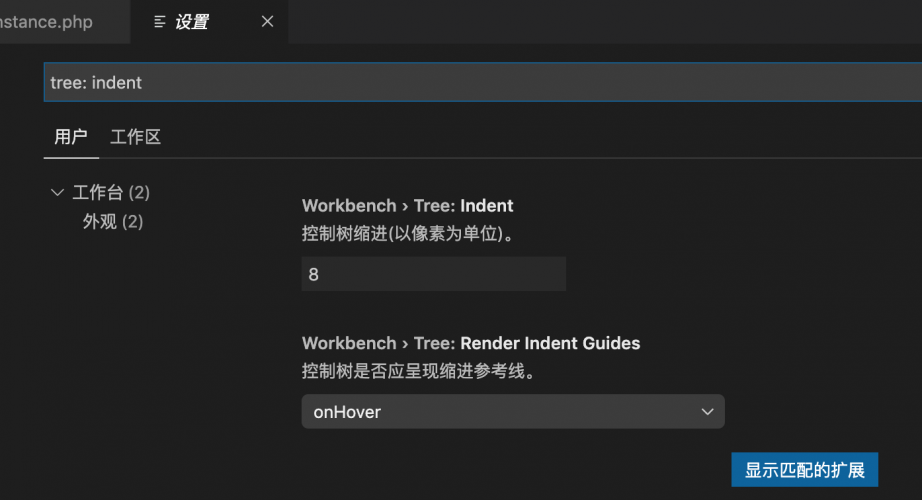 nstance.php 设置
tree: indent
用户 工作区
工作台 (2)
外观 (2)
Workbench › Tree: Indent
控制树缩进(以像素为单位)。
8
Workbench › Tree: Render Indent Guides
控制树是否应呈现缩进参考线。
onHover
显示匹配的扩展